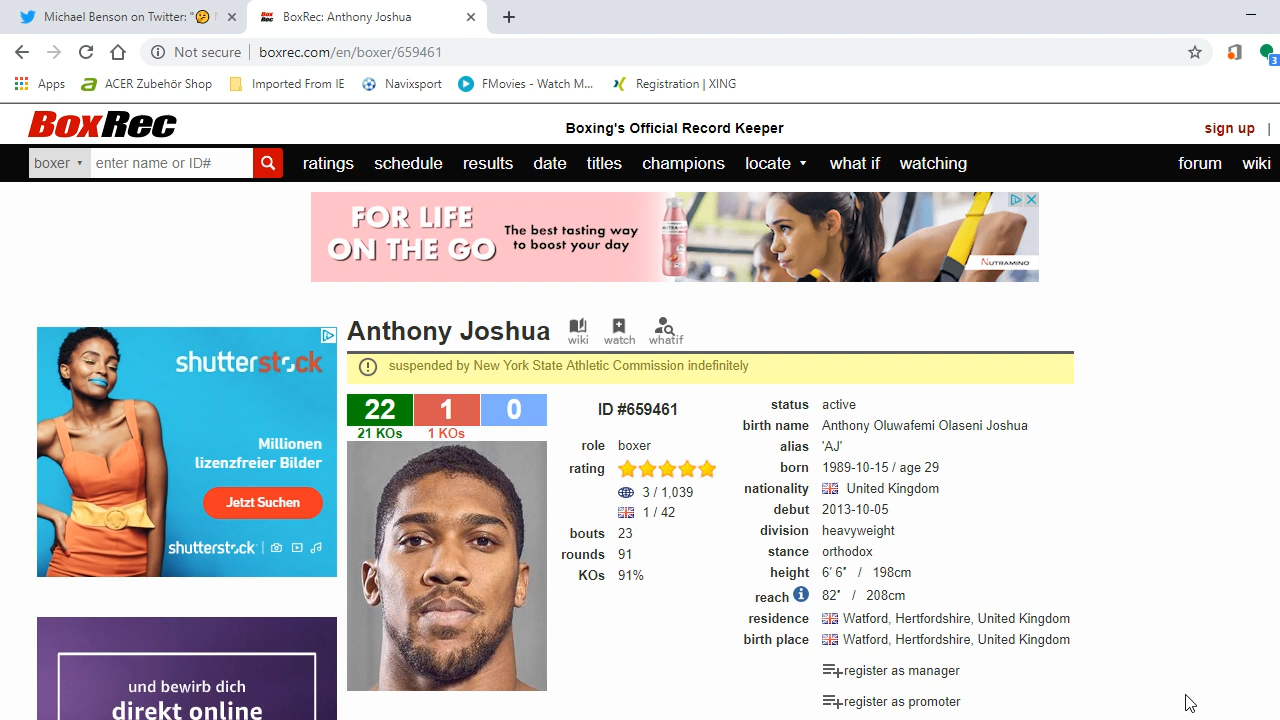 Michael Benson on Twitter: "🤔
BoxRec: Anthony Joshua
Not secure | boxrec.com/en/boxer/659461
3
Apps
ACER Zubehör Shop
Imported From IE
Navixsport
FMovies - Watch M...
Registration | XING
BoxRec
Boxing's Official Record Keeper
sign up |
boxer
enter name or ID#
ratings schedule results date titles champions locate what if watching forum wiki
FOR LIFE
ON THE GO
The best tasting way
to boost your day
NUTRAMINO
shutterstock
Millionen
lizenzfreier Bilder
Jetzt Suchen
shutterstock
und bewirb dich
direkt online
Anthony Joshua
wiki watch whatif
suspended by New York State Athletic Commission indefinitely
22 1 0
21 KOs 1 KOs
ID #659461
role boxer
rating
3 / 1,039
1 / 42
bouts 23
rounds 91
KOs 91%
status active
birth name Anthony Oluwafemi Olaseni Joshua
alias 'AJ'
born 1989-10-15 / age 29
nationality United Kingdom
debut 2013-10-05
division heavyweight
stance orthodox
height 6′ 6″ / 198cm
reach 82″ / 208cm
residence Watford, Hertfordshire, United Kingdom
birth place Watford, Hertfordshire, United Kingdom
register as manager
register as promoter